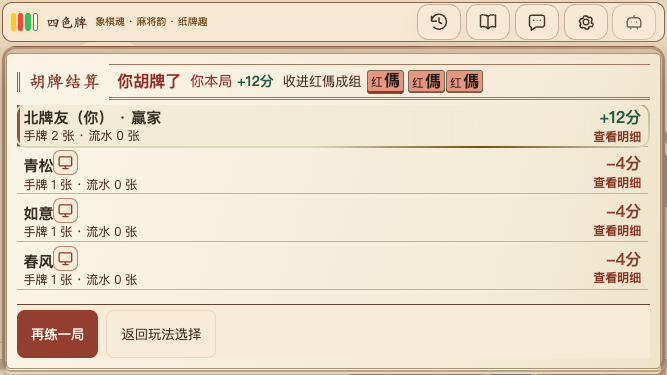 四色牌 象棋魂 · 麻将韵 · 纸牌趣
胡牌结算 你胡牌了 你本局 +12分 收进红傌成组 红傌 红傌 红傌
北牌友（你） · 赢家 +12分
手牌 2 张 · 流水 0 张 查看明细
青松 -4分
手牌 1 张 · 流水 0 张 查看明细
如意 -4分
手牌 1 张 · 流水 0 张 查看明细
春风 -4分
手牌 1 张 · 流水 0 张 查看明细
再练一局 返回玩法选择